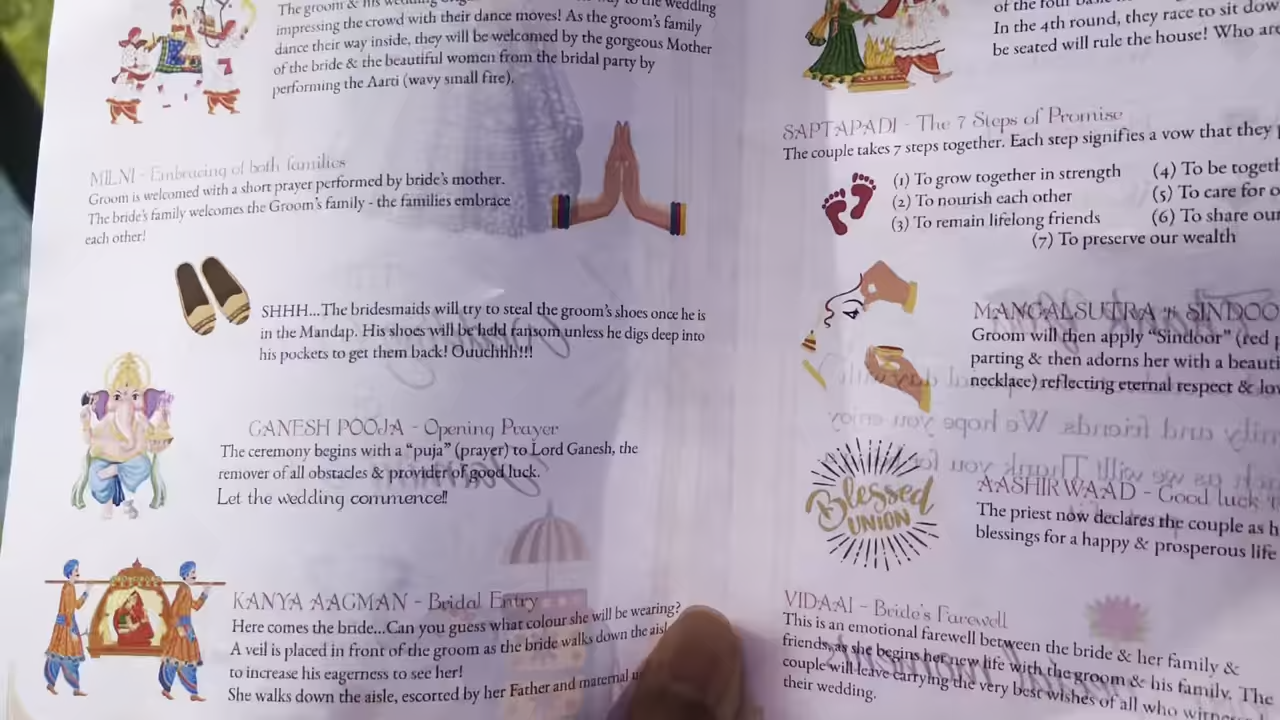 The groom & his wedding
to the wedding
impressing the crowd with their dance moves! As the groom's family
dance their way inside, they will be welcomed by the gorgeous Mother
of the bride & the beautiful women from the bridal party by
performing the Aarti (wavy small fire).
MILNI - Embracing of both families
Groom is welcomed with a short prayer performed by bride's mother.
The bride's family welcomes the Groom's family - the families embrace
each other!
SHHH...The bridesmaids will try to steal the groom's shoes once he is
in the Mandap. His shoes will be held ransom unless he digs deep into
his pockets to get them back! Ouuchhh!!!
GANESH POOJA - Opening Prayer
The ceremony begins with a "puja" (prayer) to Lord Ganesh, the
remover of all obstacles & provider of good luck.
Let the wedding commence!!
KANYA AAGMAN - Bridal Entry
Here comes the bride...Can you guess what colour she will be wearing?
A veil is placed in front of the groom as the bride walks down the
to increase his eagerness to see her!
She walks down the aisle, escorted by her Father and maternal
of the four
In the 4th round, they race to sit
be seated will rule the house! Who are
SAPTAPADI - The 7 Steps of Promise
The couple takes 7 steps together. Each step signifies a vow that they
(1) To grow together in strength
(2) To nourish each other
(3) To remain lifelong friends
(4) To be
(5) To care for
(6) To share
(7) To preserve our wealth
MANGALSUTRA &
Groom will then apply "Sindoor" (red
parting & then adorns her with a
necklace) reflecting eternal respect &
Blessed
UNION
AASHIRWAAD - Good luck
The priest now declares the couple as
blessings for a happy & prosperous life
VIDAAI - Bride's Farewell
This is an emotional farewell between the bride & her family &
friends, as she begins her new life with the groom & his family. The
couple will leave carrying the very best wishes of all who
their wedding.